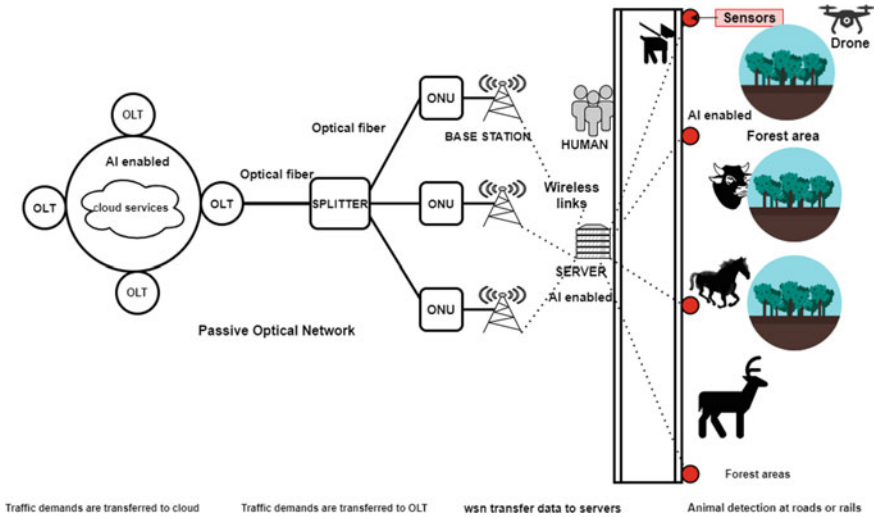 Sensors
Drone
OLT
ONU
Optical fiber
BASE STATION
AI enabled
HUMAN
Forest area
AI enabled
Optical fiber
OLT
cloud services
OLT
SPLITTER
ONU
Wireless
links
SERVER
AI enabled
OLT
ONU
Passive Optical Network
Forest areas
Traffic demands are transferred to cloud
Traffic demands are transferred to OLT
wsn transfer data to servers
Animal detection at roads or rails